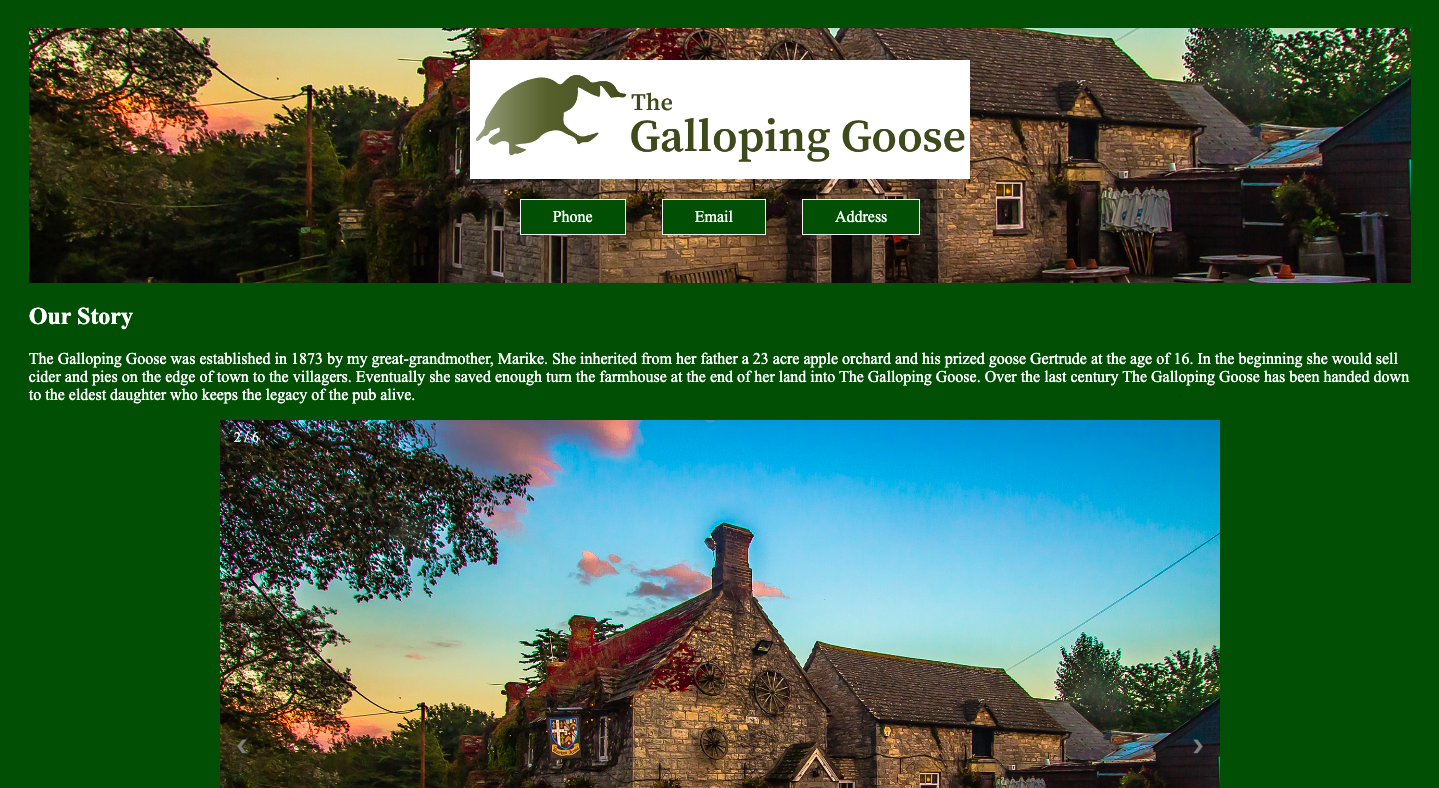 The
Galloping Goose
Phone Email Address
Our Story
The Galloping Goose was established in 1873 by my great-grandmother, Marike. She inherited from her father a 23 acre apple orchard and his prized goose Gertrude at the age of 16. In the beginning she would sell
cider and pies on the edge of town to the villagers. Eventually she saved enough turn the farmhouse at the end of her land into The Galloping Goose. Over the last century The Galloping Goose has been handed down
to the eldest daughter who keeps the legacy of the pub alive.
2 / 6
❮ ❯